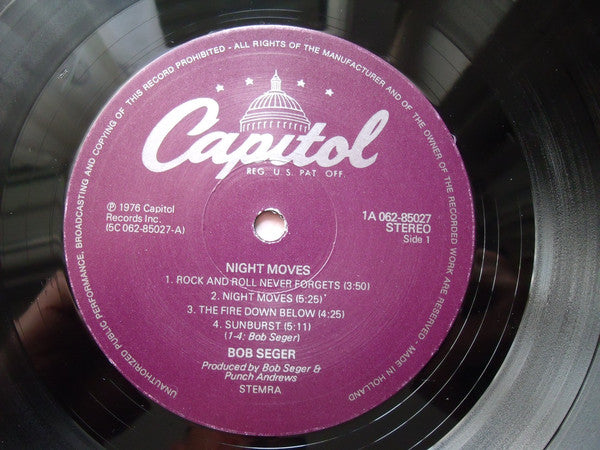 UNAUTHORIZED PUBLIC PERFORMANCE, BROADCASTING AND COPYING OF THIS RECORD PROHIBITED - ALL RIGHTS OF THE MANUFACTURER AND OF THE OWNER OF THE RECORDED WORK ARE RESERVED - MADE IN HOLLAND
Capitol
REG. U.S. PAT. OFF.
℗ 1976 Capitol
Records Inc.
(5C 062-85027-A)
1A 062-85027
STEREO
Side 1
NIGHT MOVES
1. ROCK AND ROLL NEVER FORGETS (3:50)
2. NIGHT MOVES (5:25)
3. THE FIRE DOWN BELOW (4:25)
4. SUNBURST (5:11)
(1-4: Bob Seger)
BOB SEGER
Produced by Bob Seger &
Punch Andrews
STEMRA